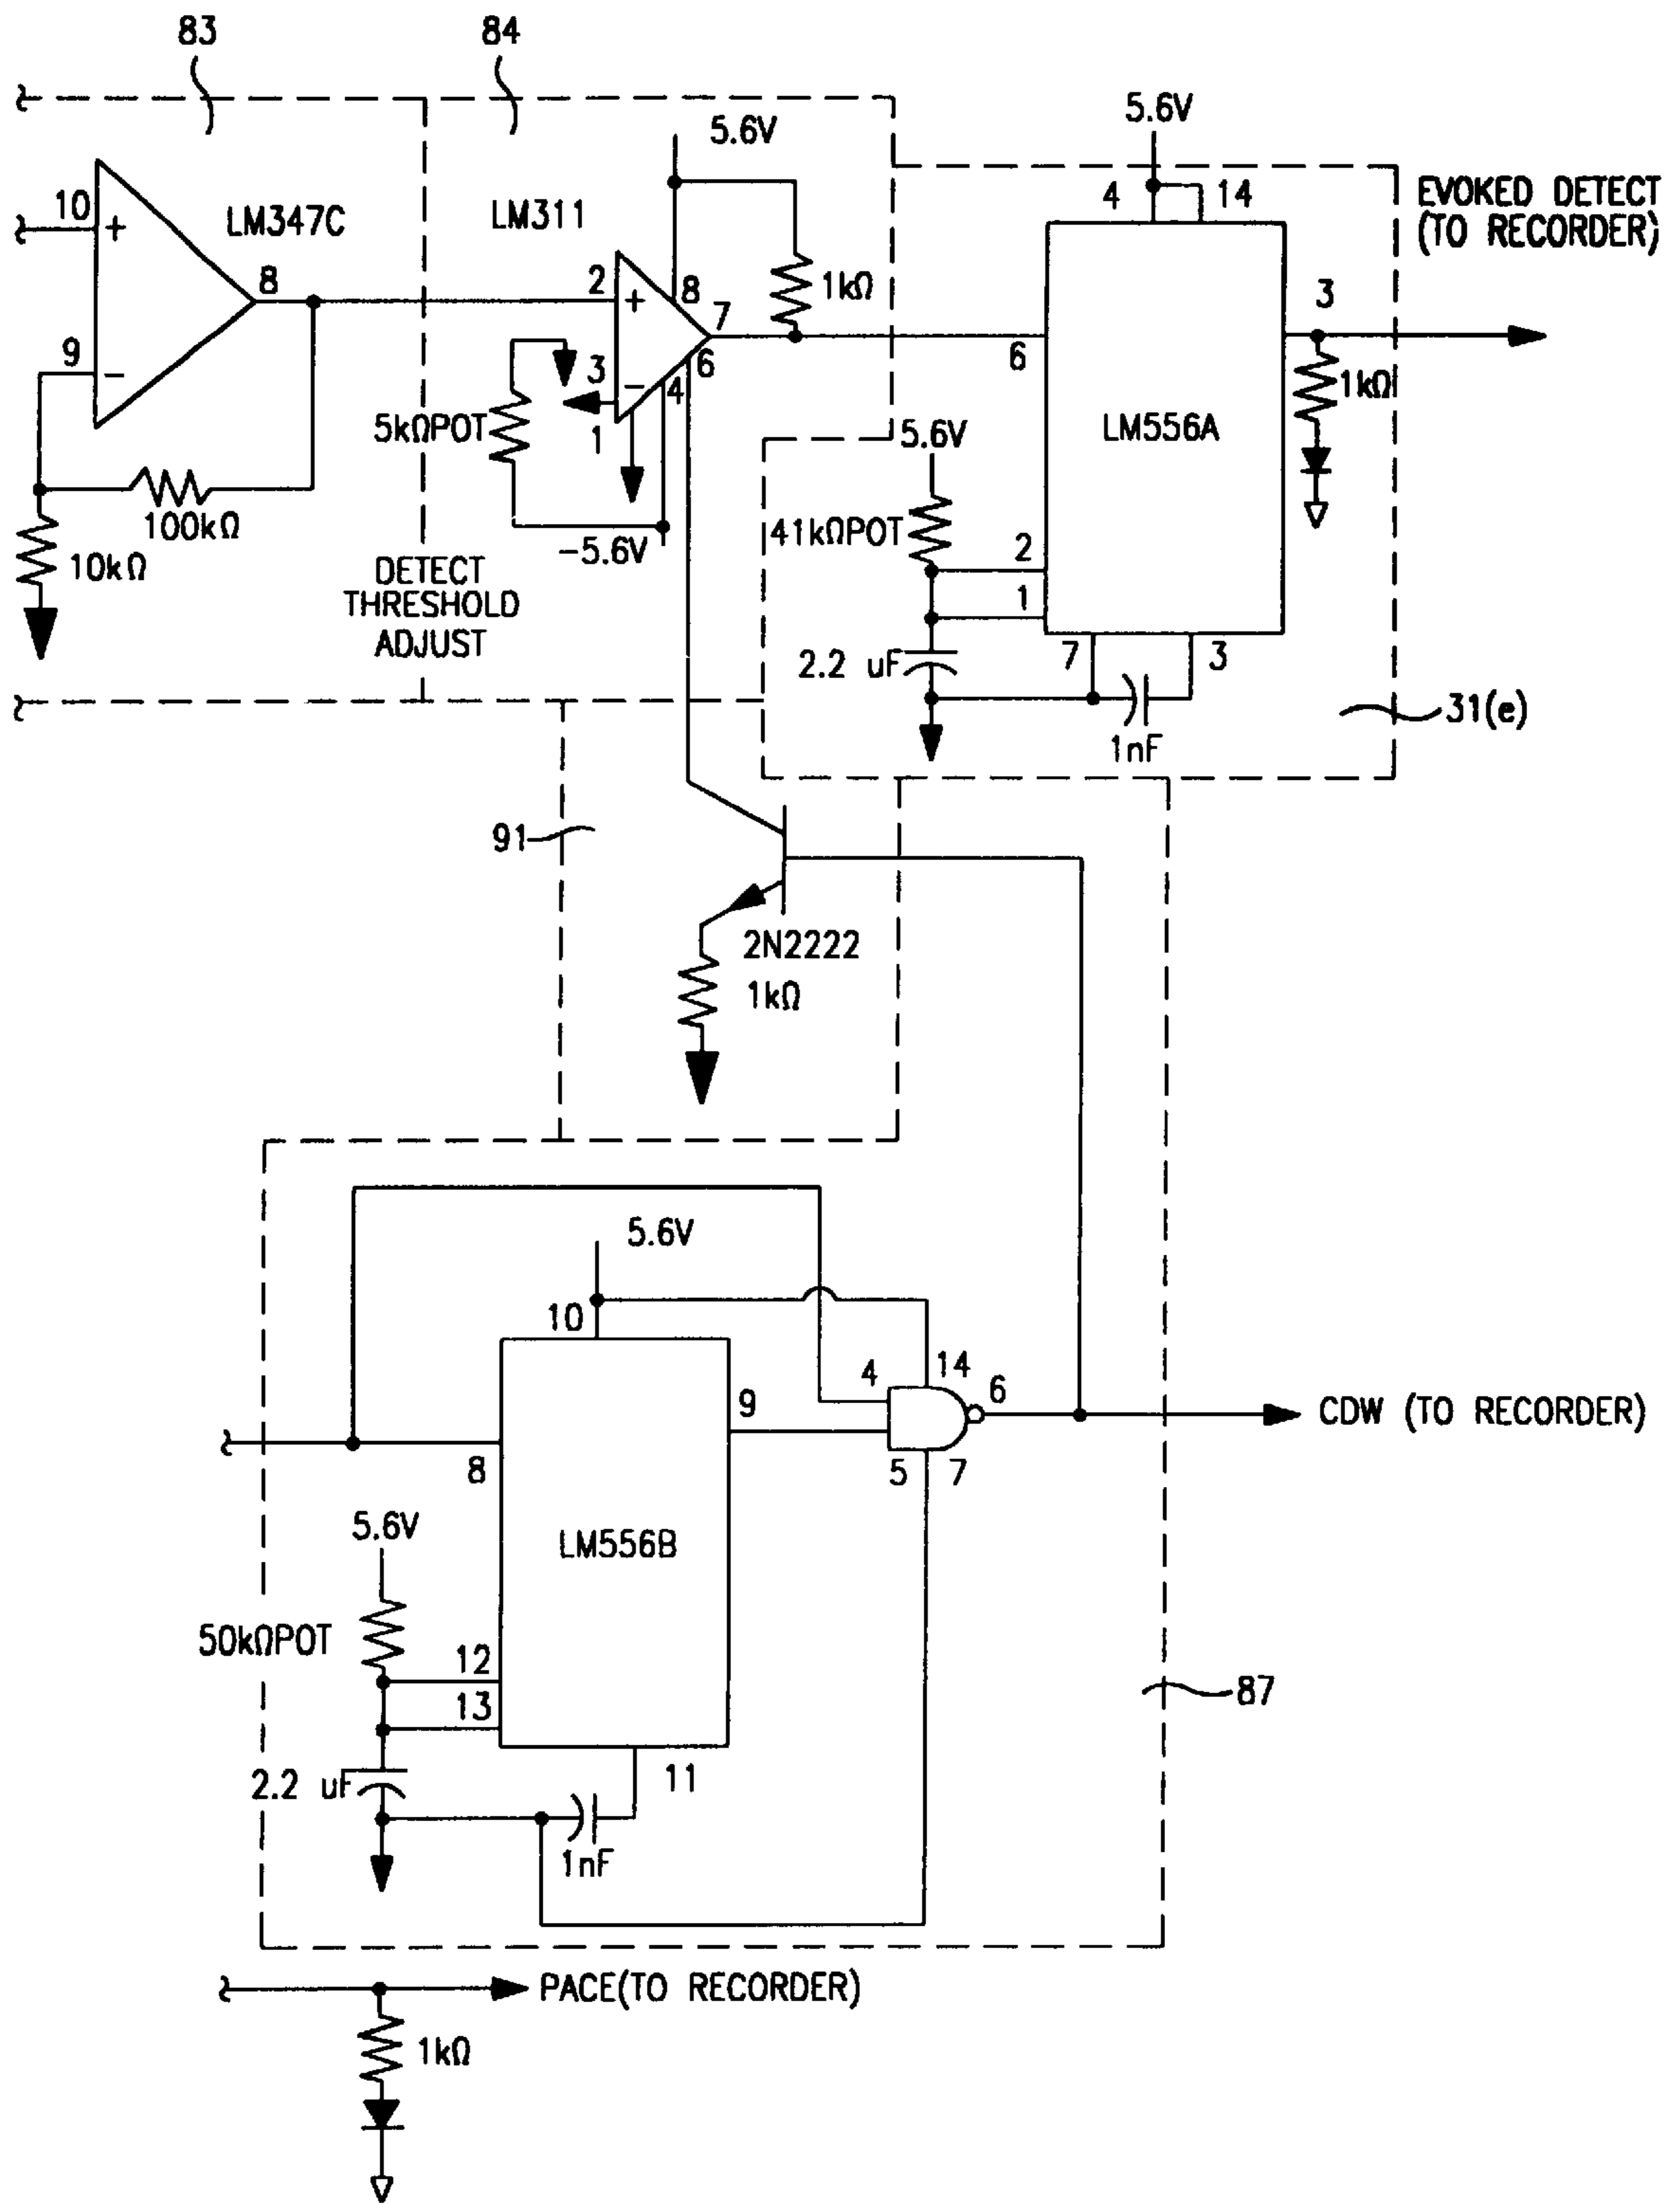 83
84
5.6V
5.6V
10
+
LM347C
LM311
4
14
EVOKED DETECT
(TO RECORDER)
8
2
+
8
7
1kΩ
3
9
-
3
-
4
6
6
1kΩ
5kΩPOT
1
5.6V
LM556A
100kΩ
-5.6V
41kΩPOT
10kΩ
2
DETECT
THRESHOLD
ADJUST
1
2.2 uF
7
3
31(e)
1nF
91
2N2222
1kΩ
5.6V
10
4
14
6
9
CDW (TO RECORDER)
8
5
7
5.6V
LM556B
50kΩPOT
12
13
87
2.2 uF
11
1nF
PACE(TO RECORDER)
1kΩ